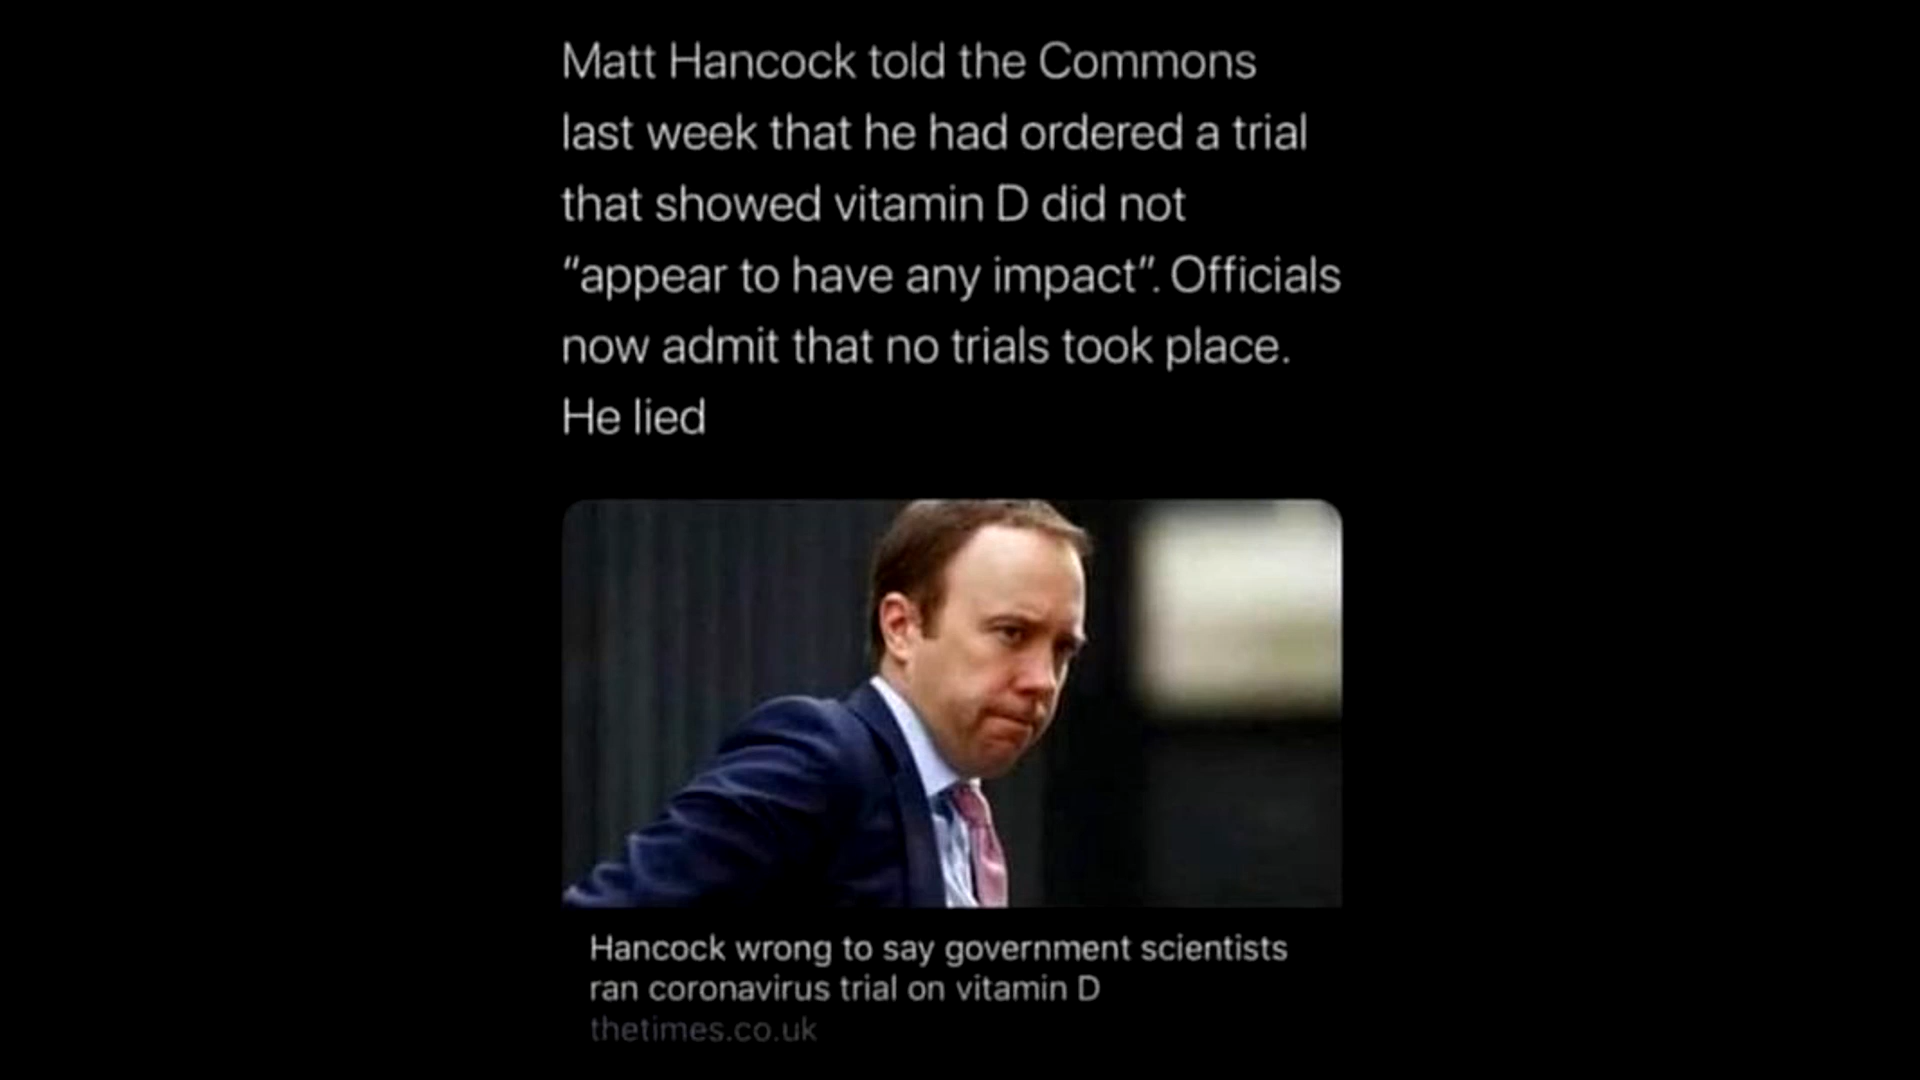 Matt Hancock told the Commons
last week that he had ordered a trial
that showed vitamin D did not
“appear to have any impact”. Officials
now admit that no trials took place.
He lied
Hancock wrong to say government scientists
ran coronavirus trial on vitamin D
thetimes.co.uk